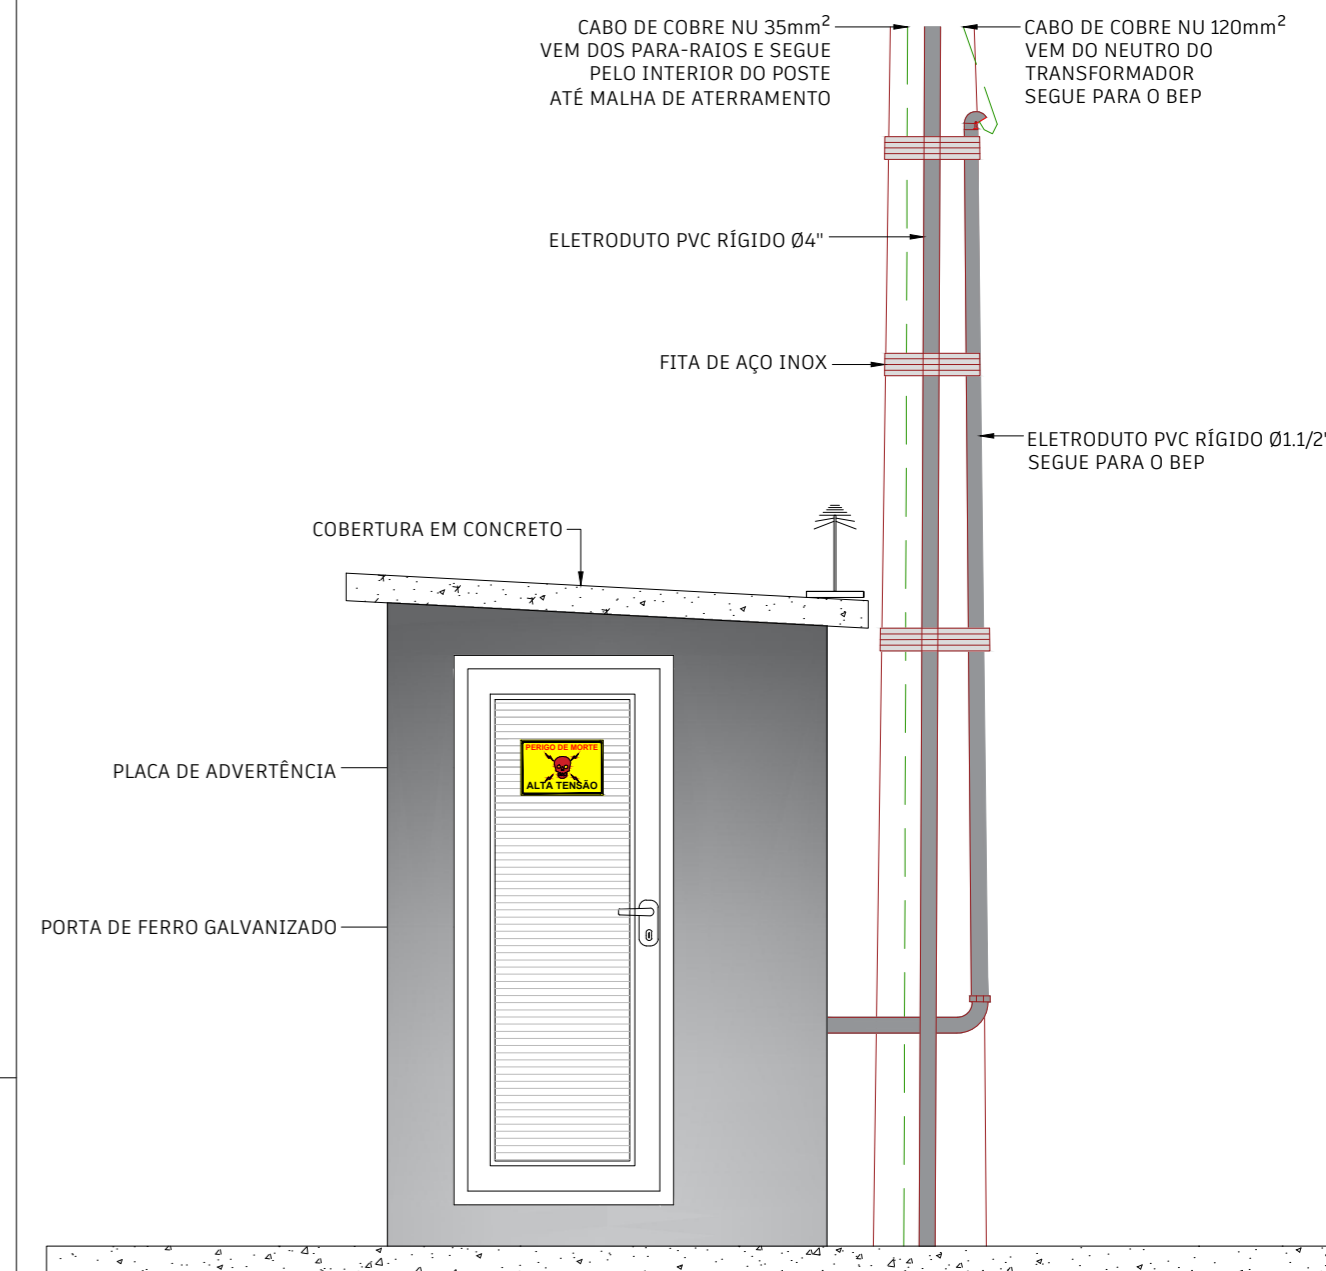 CABO DE COBRE NU 35mm²
VEM DOS PARA-RAIOS E SEGUE
PELO INTERIOR DO POSTE
ATÉ MALHA DE ATERRAMENTO
CABO DE COBRE NU 120mm²
VEM DO NEUTRO DO
TRANSFORMADOR
SEGUE PARA O BEP
ELETRODUTO PVC RÍGIDO Ø4"
FITA DE AÇO INOX
ELETRODUTO PVC RÍGIDO Ø1.1/2"
SEGUE PARA O BEP
COBERTURA EM CONCRETO
PERIGO DE MORTE
ALTA TENSÃO
PLACA DE ADVERTÊNCIA
PORTA DE FERRO GALVANIZADO